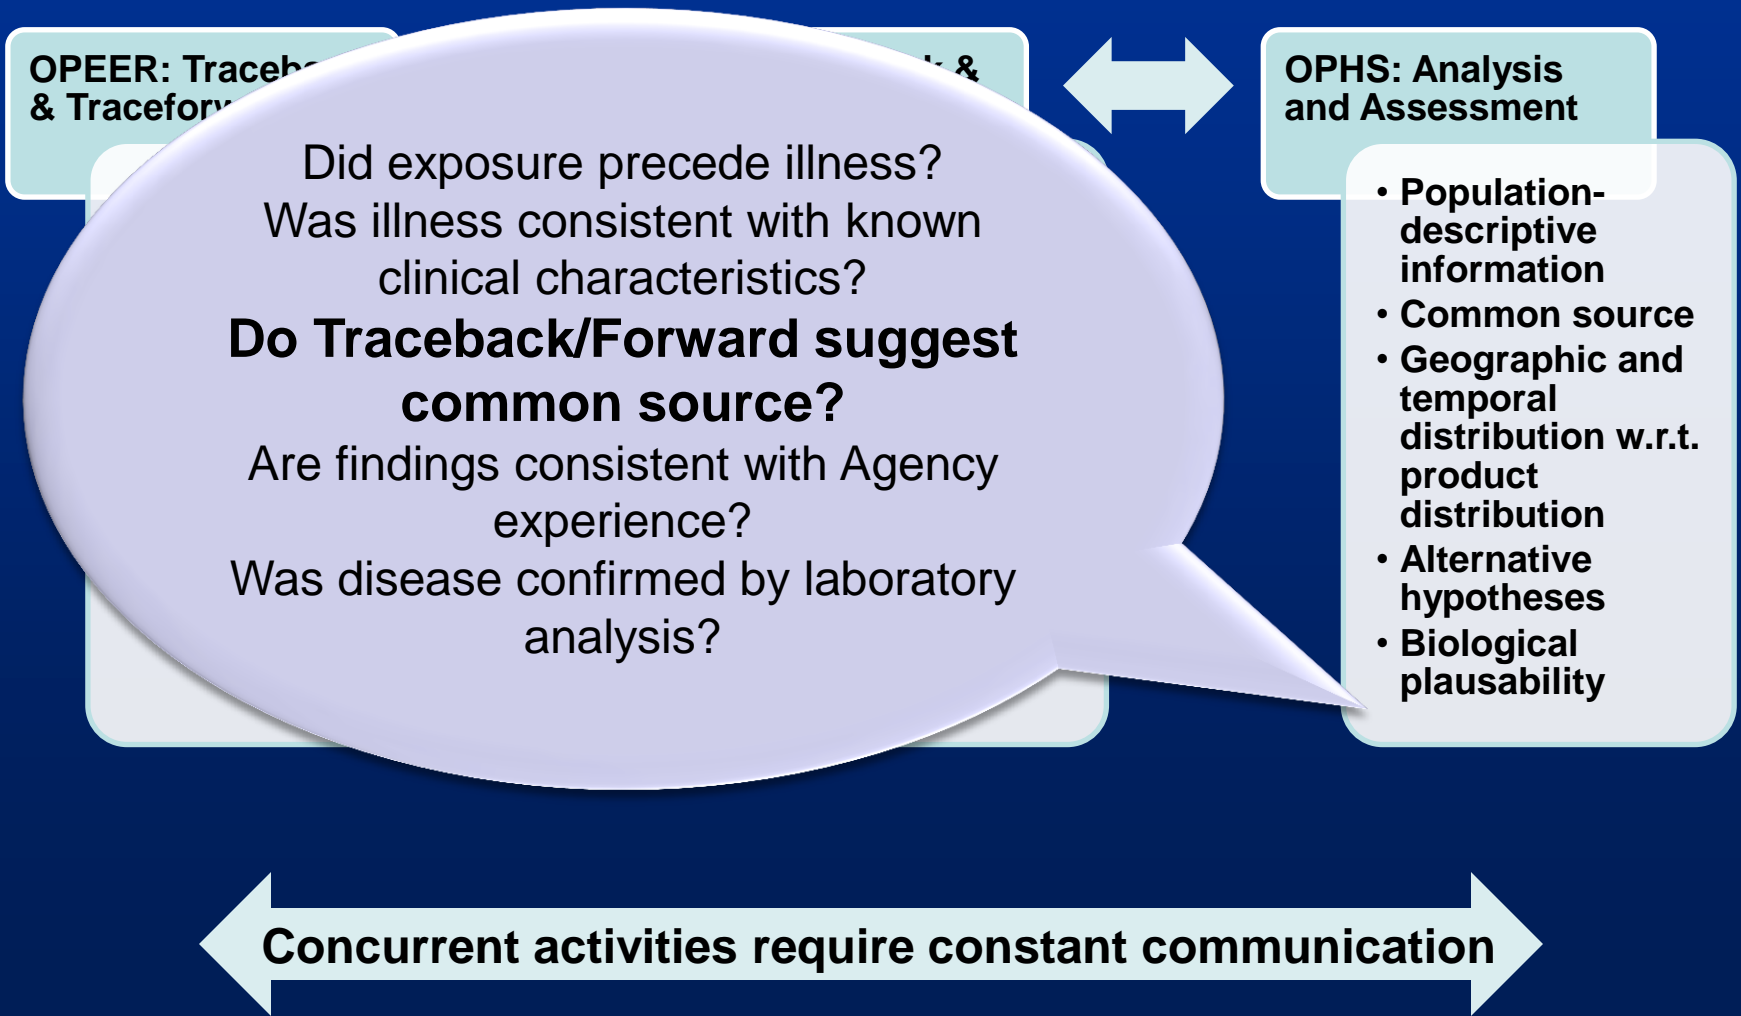 OPEER:
& 
&
OPHS: Analysis
and Assessment
Did exposure precede illness?
Was illness consistent with known
clinical characteristics?
Do Traceback/Forward suggest
common source?
Are findings consistent with Agency
experience?
Was disease confirmed by laboratory
analysis?
• Population-
descriptive
information
• Common source
• Geographic and
temporal
distribution w.r.t.
product
distribution
• Alternative
hypotheses
• Biological
plausability
Concurrent activities require constant communication